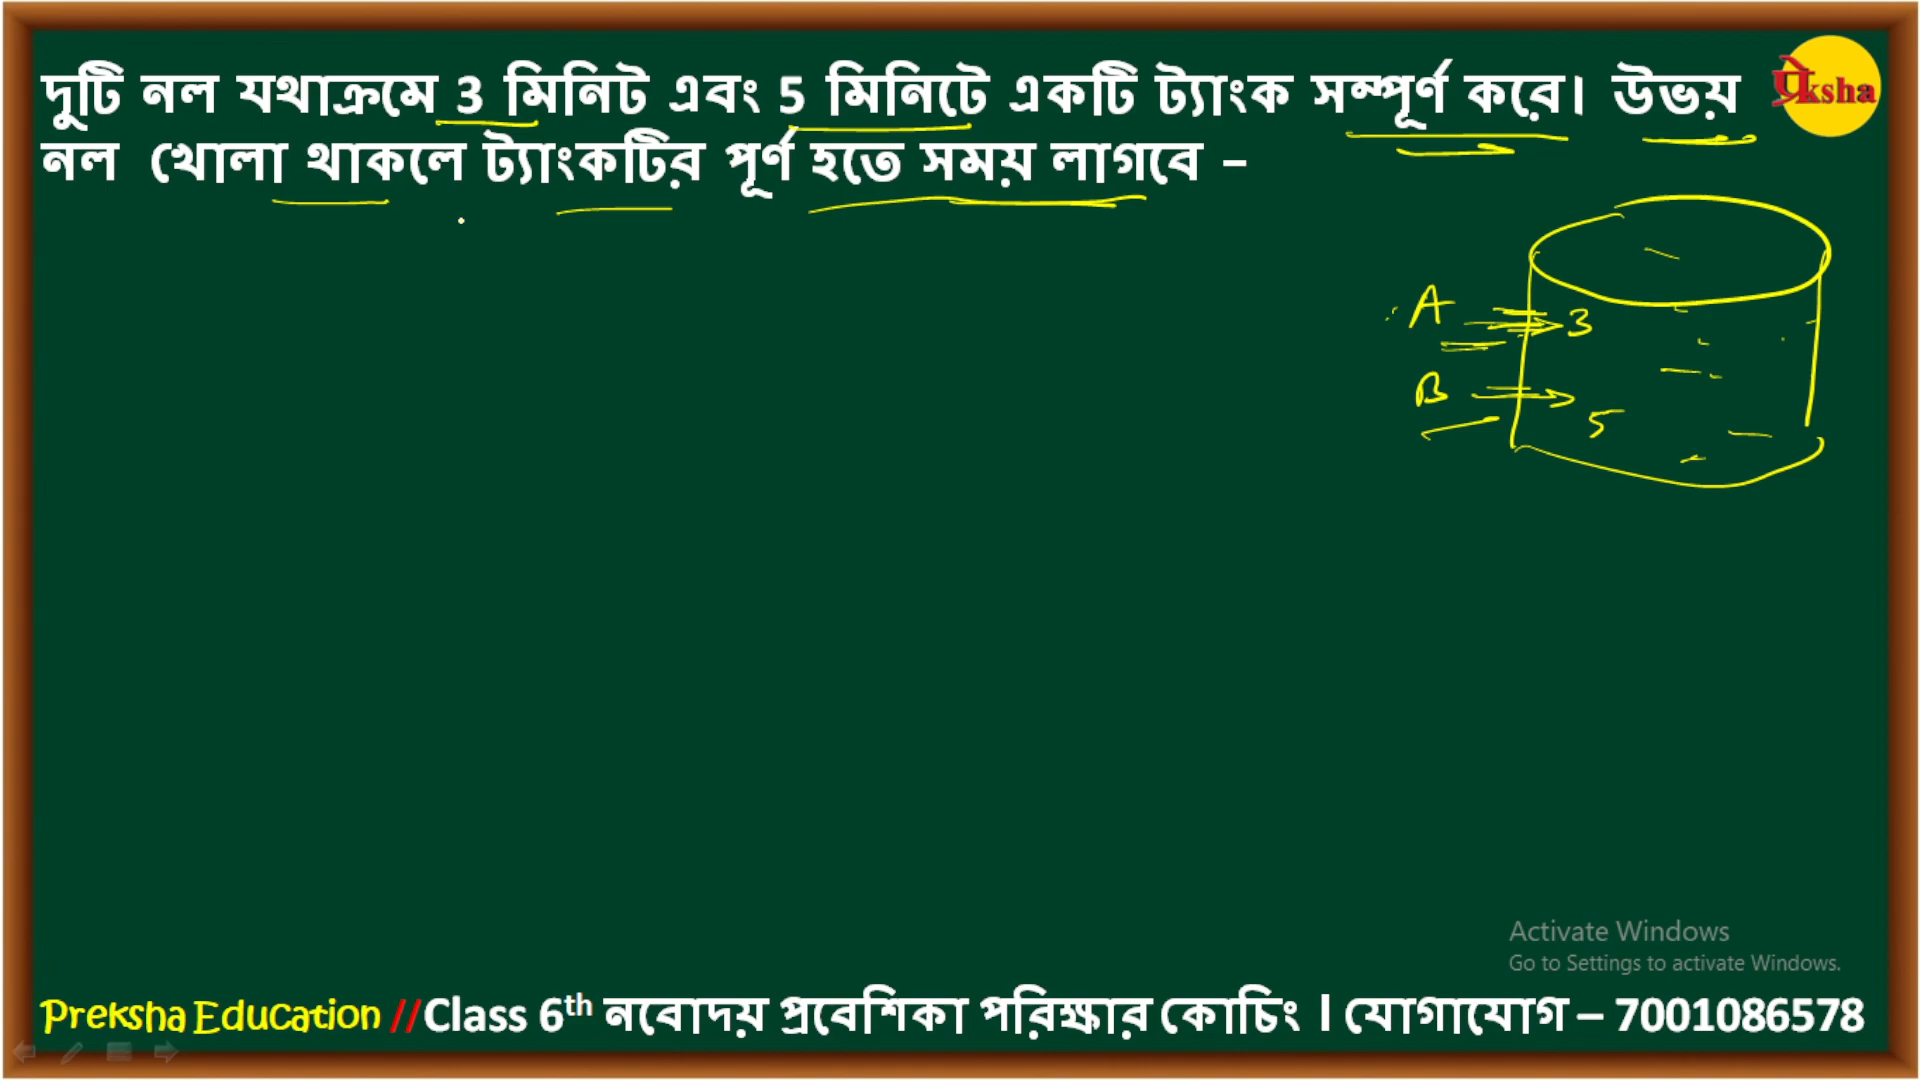 দুটি নল যথাক্রমে 3 মিনিট এবং 5 মিনিটে একটি ট্যাংক সম্পূর্ণ করে। উভয়
নল খোলা থাকলে ট্যাংকটির পূর্ণ হতে সময় লাগবে –
प्रेksha
A 3
B 5
Activate Windows
Go to Settings to activate Windows.
Preksha Education //Class 6th নবোদয় প্রবেশিকা পরিক্ষার কোচিং । যোগাযোগ – 7001086578